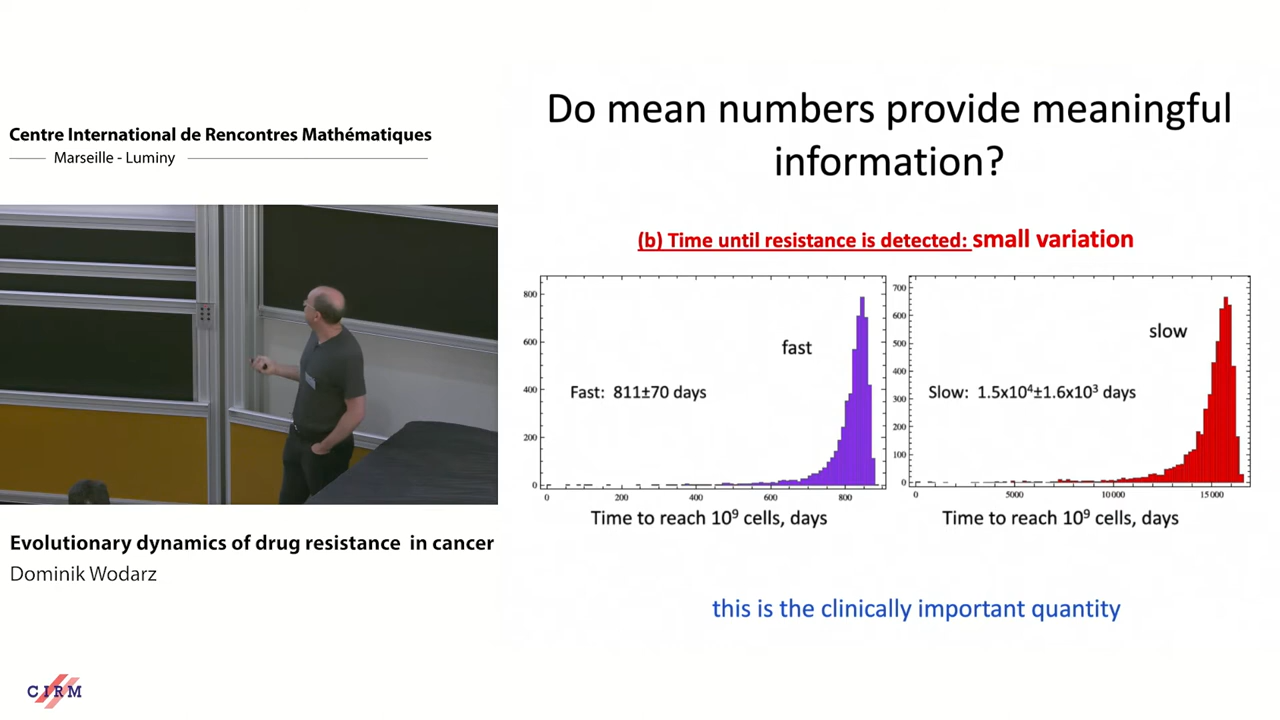 Centre International de Rencontres Mathématiques
Marseille - Luminy
Evolutionary dynamics of drug resistance in cancer
Dominik Wodarz
CIRM
Do mean numbers provide meaningful
information?
(b) Time until resistance is detected: small variation
800
600
400
200
0
fast
Fast: 811±70 days
0 200 400 600 800
Time to reach 10⁹ cells, days
700
600
500
400
300
200
100
0
slow
Slow: 1.5x10⁴±1.6x10³ days
0 5000 10 000 15 000
Time to reach 10⁹ cells, days
this is the clinically important quantity